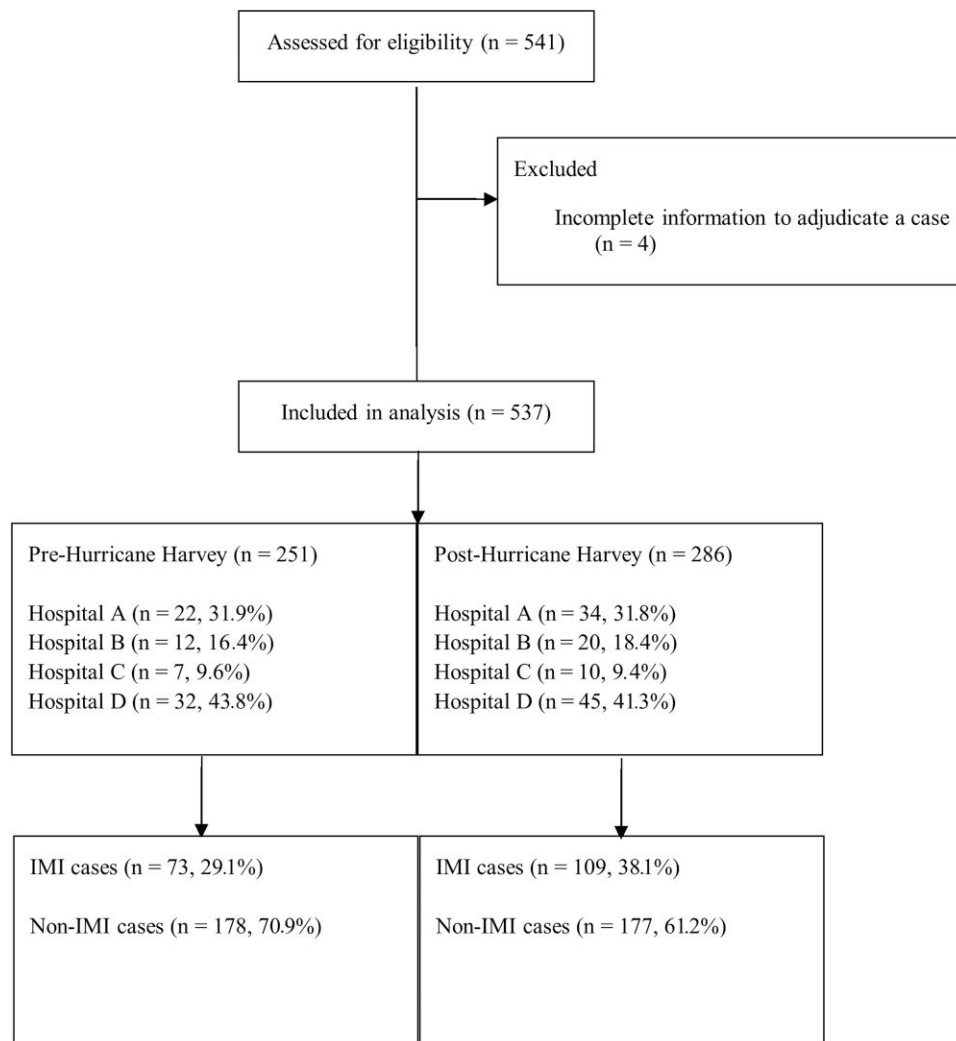 Assessed for eligibility (n = 541)
Excluded
Incomplete information to adjudicate a case
(n = 4)
Included in analysis (n = 537)
Pre-Hurricane Harvey (n = 251)
Hospital A (n = 22, 31.9%)
Hospital B (n = 12, 16.4%)
Hospital C (n = 7, 9.6%)
Hospital D (n = 32, 43.8%)
Post-Hurricane Harvey (n = 286)
Hospital A (n = 34, 31.8%)
Hospital B (n = 20, 18.4%)
Hospital C (n = 10, 9.4%)
Hospital D (n = 45, 41.3%)
IMI cases (n = 73, 29.1%)
Non-IMI cases (n = 178, 70.9%)
IMI cases (n = 109, 38.1%)
Non-IMI cases (n = 177, 61.2%)